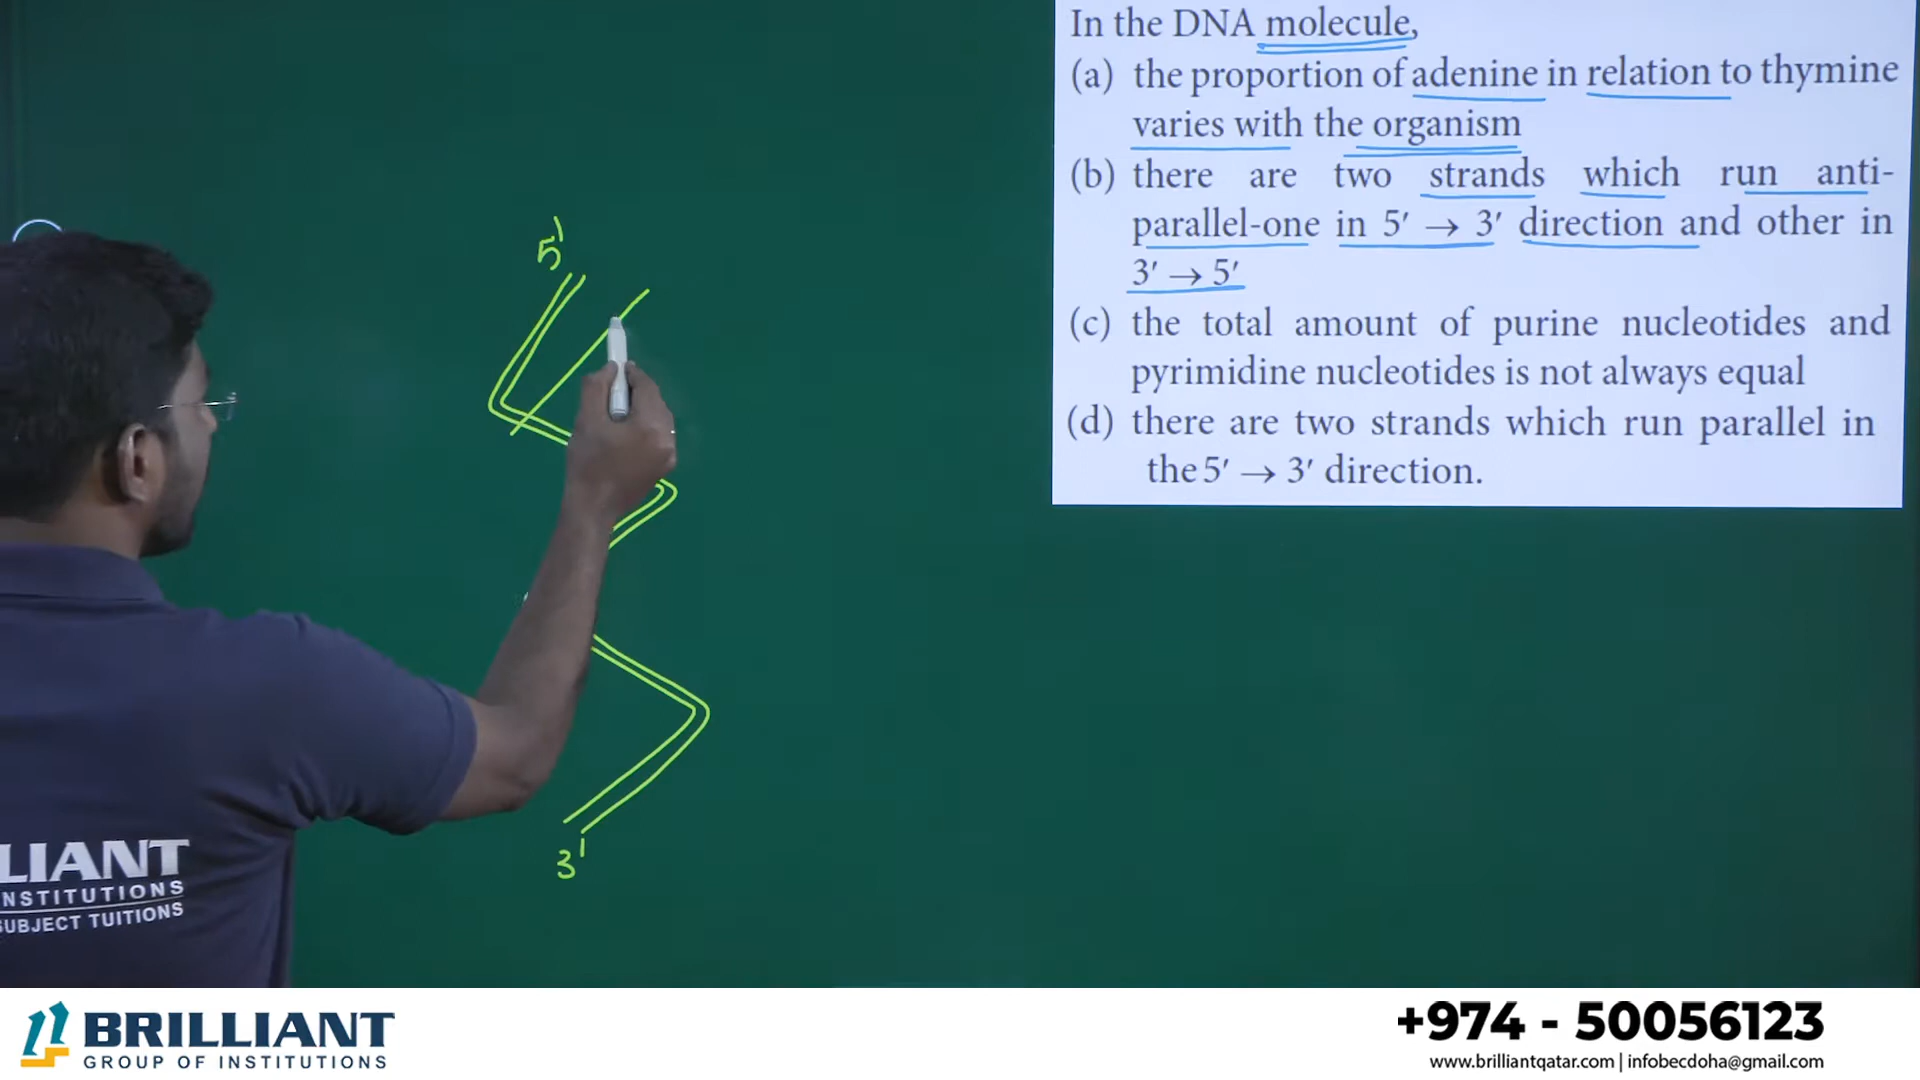 In the DNA molecule,
(a) the proportion of adenine in relation to thymine
varies with the organism
(b) there are two strands which run anti-
parallel-one in 5′ → 3′ direction and other in
3′ → 5′
(c) the total amount of purine nucleotides and
pyrimidine nucleotides is not always equal
(d) there are two strands which run parallel in
the 5′ → 3′ direction.
5'
3'
LIANT
NSTITUTIONS
SUBJECT TUITIONS
BRILLIANT
GROUP OF INSTITUTIONS
+974 - 50056123
www.brilliantqatar.com | infobecdoha@gmail.com